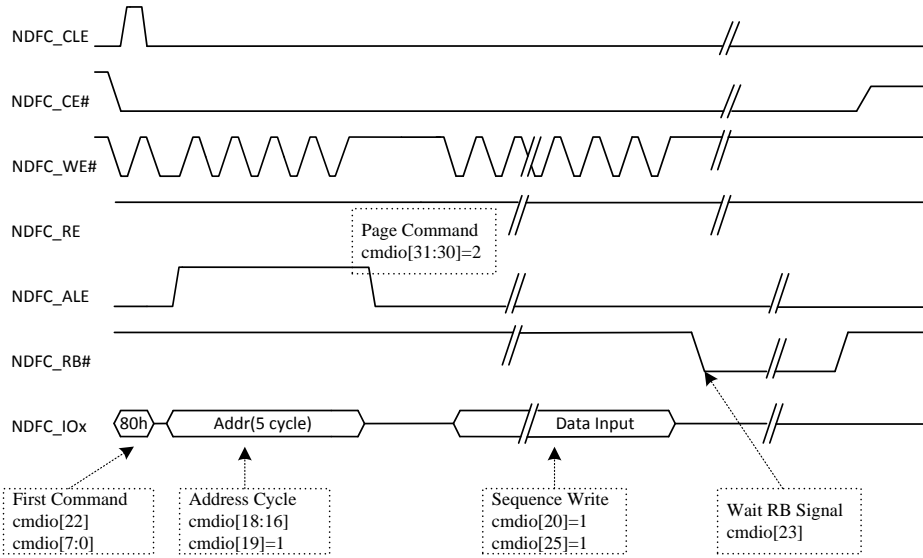 NDFC_CLE
NDFC_CE#
NDFC_WE#
NDFC_RE
Page Command
cmdio[31:30]=2
NDFC_ALE
NDFC_RB#
NDFC_IOx
80h
Addr(5 cycle)
Data Input
First Command
cmdio[22]
cmdio[7:0]
Address Cycle
cmdio[18:16]
cmdio[19]=1
Sequence Write
cmdio[20]=1
cmdio[25]=1
Wait RB Signal
cmdio[23]